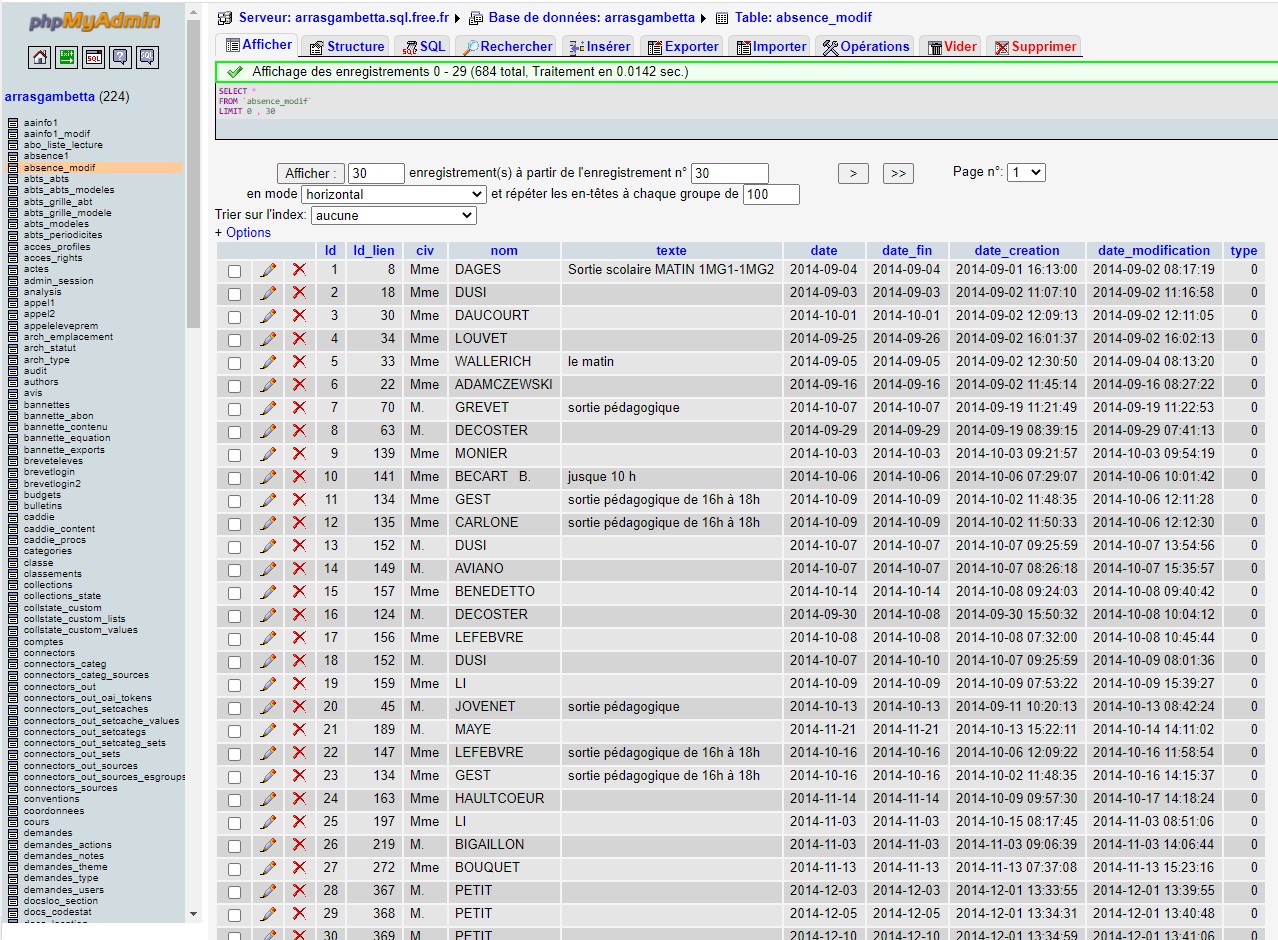 phpMyAdmin
Serveur: arrasgambetta.sql.free.fr ▸ Base de données: arrasgambetta ▸ Table: absence_modif
Afficher Structure SQL Rechercher Insérer Exporter Importer Opérations Vider Supprimer
Affichage des enregistrements 0 - 29 (684 total, Traitement en 0.0142 sec.)
SELECT *
FROM `absence_modif`
LIMIT 0 , 30
Afficher : 30 enregistrement(s) à partir de l'enregistrement n° 30 > >> Page n°: 1
en mode horizontal et répéter les en-têtes à chaque groupe de 100
Trier sur l'index: aucune
+ Options
arrasgambetta (224)
aainfo1
aainfo1_modif
abo_liste_lecture
absence1
absence_modif
abts_abts
abts_abts_modeles
abts_grille_abt
abts_grille_modele
abts_modeles
abts_periodicites
acces_profiles
acces_rights
actes
admin_session
analysis
appel1
appel2
appeleleveprem
arch_emplacement
arch_statut
arch_type
audit
authors
avis
bannettes
bannette_abon
bannette_contenu
bannette_equation
bannette_exports
breveteleves
brevetlogin
brevetlogin2
budgets
bulletins
caddie
caddie_content
caddie_procs
categories
classe
classements
collections
collections_state
collstate_custom
collstate_custom_lists
collstate_custom_values
comptes
connectors
connectors_categ
connectors_categ_sources
connectors_out
connectors_out_oai_tokens
connectors_out_setcaches
connectors_out_setcache_values
connectors_out_setcategs
connectors_out_setcateg_sets
connectors_out_sets
connectors_out_sources
connectors_out_sources_esgroups
connectors_sources
conventions
coordonnees
cours
demandes
demandes_actions
demandes_notes
demandes_theme
demandes_type
demandes_users
docsloc_section
docs_codestat
docs_location
Id Id_lien civ nom texte date date_fin date_creation date_modification type
1 8 Mme DAGES Sortie scolaire MATIN 1MG1-1MG2 2014-09-04 2014-09-04 2014-09-01 16:13:00 2014-09-02 08:17:19 0
2 18 Mme DUSI 2014-09-03 2014-09-03 2014-09-02 11:07:10 2014-09-02 11:16:58 0
3 30 Mme DAUCOURT 2014-10-01 2014-10-01 2014-09-02 12:09:13 2014-09-02 12:11:05 0
4 34 Mme LOUVET 2014-09-25 2014-09-26 2014-09-02 16:01:37 2014-09-02 16:02:13 0
5 33 Mme WALLERICH le matin 2014-09-05 2014-09-05 2014-09-02 12:30:50 2014-09-04 08:13:20 0
6 22 Mme ADAMCZEWSKI 2014-09-16 2014-09-16 2014-09-02 11:45:14 2014-09-16 08:27:22 0
7 70 M. GREVET sortie pédagogique 2014-10-07 2014-10-07 2014-09-19 11:21:49 2014-09-19 11:22:53 0
8 63 M. DECOSTER 2014-09-29 2014-09-29 2014-09-19 08:39:15 2014-09-29 07:41:13 0
9 139 Mme MONIER 2014-10-03 2014-10-03 2014-10-03 09:21:57 2014-10-03 09:54:19 0
10 141 Mme BECART B. jusque 10 h 2014-10-06 2014-10-06 2014-10-06 07:29:07 2014-10-06 10:01:42 0
11 134 Mme GEST sortie pédagogique de 16h à 18h 2014-10-09 2014-10-09 2014-10-02 11:48:35 2014-10-06 12:11:28 0
12 135 Mme CARLONE sortie pédagogique de 16h à 18h 2014-10-09 2014-10-09 2014-10-02 11:50:33 2014-10-06 12:12:30 0
13 152 M. DUSI 2014-10-07 2014-10-07 2014-10-07 09:25:59 2014-10-07 13:54:56 0
14 149 M. AVIANO 2014-10-07 2014-10-07 2014-10-07 08:26:18 2014-10-07 15:35:57 0
15 157 Mme BENEDETTO 2014-10-14 2014-10-14 2014-10-08 09:24:03 2014-10-08 09:40:42 0
16 124 M. DECOSTER 2014-09-30 2014-10-08 2014-09-30 15:50:32 2014-10-08 10:04:12 0
17 156 Mme LEFEBVRE 2014-10-08 2014-10-08 2014-10-08 07:32:00 2014-10-08 10:45:44 0
18 152 M. DUSI 2014-10-07 2014-10-10 2014-10-07 09:25:59 2014-10-09 08:01:36 0
19 159 Mme LI 2014-10-09 2014-10-09 2014-10-09 07:53:22 2014-10-09 15:39:27 0
20 45 M. JOVENET sortie pédagogique 2014-10-13 2014-10-13 2014-09-11 10:20:13 2014-10-13 08:42:24 0
21 189 M. MAYE 2014-11-21 2014-11-21 2014-10-13 15:22:11 2014-10-14 14:11:02 0
22 147 Mme LEFEBVRE sortie pédagogique de 16h à 18h 2014-10-16 2014-10-16 2014-10-06 12:09:22 2014-10-16 11:58:54 0
23 134 Mme GEST sortie pédagogique de 16h à 18h 2014-10-16 2014-10-16 2014-10-02 11:48:35 2014-10-16 14:15:37 0
24 163 Mme HAULTCOEUR 2014-11-14 2014-11-14 2014-10-09 09:57:30 2014-10-17 14:18:24 0
25 197 Mme LI 2014-11-03 2014-11-03 2014-10-15 08:17:45 2014-11-03 08:51:06 0
26 219 M. BIGAILLON 2014-11-03 2014-11-03 2014-11-03 09:06:39 2014-11-03 14:06:44 0
27 272 Mme BOUQUET 2014-11-13 2014-11-13 2014-11-13 07:37:08 2014-11-13 15:23:16 0
28 367 M. PETIT 2014-12-03 2014-12-03 2014-12-01 13:33:55 2014-12-01 13:39:55 0
29 368 M. PETIT 2014-12-05 2014-12-05 2014-12-01 13:34:31 2014-12-01 13:40:48 0
30 369 M. PETIT 2014-12-10 2014-12-10 2014-12-01 13:34:59 2014-12-01 13:41:06 0